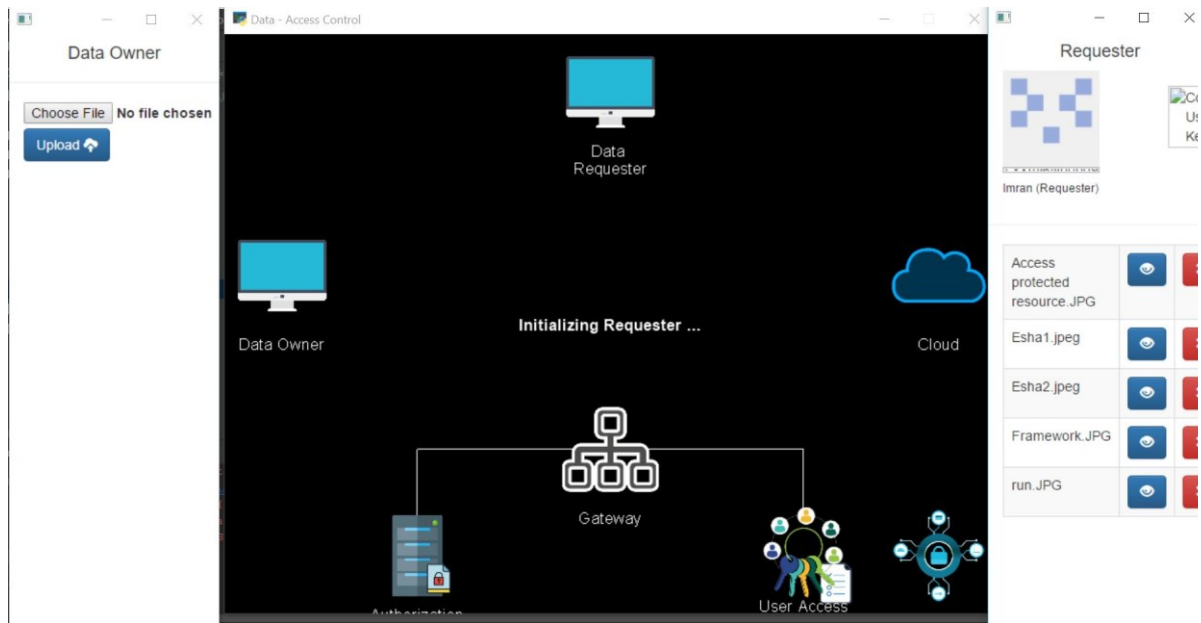 Data Owner
Choose File No file chosen
Upload
Data - Access Control
Data
Requester
Data Owner
Initializing Requester ...
Cloud
Gateway
Authorization
User Access
Requester
Imran (Requester)
Access
protected
resource.JPG
Esha1.jpeg
Esha2.jpeg
Framework.JPG
run.JPG